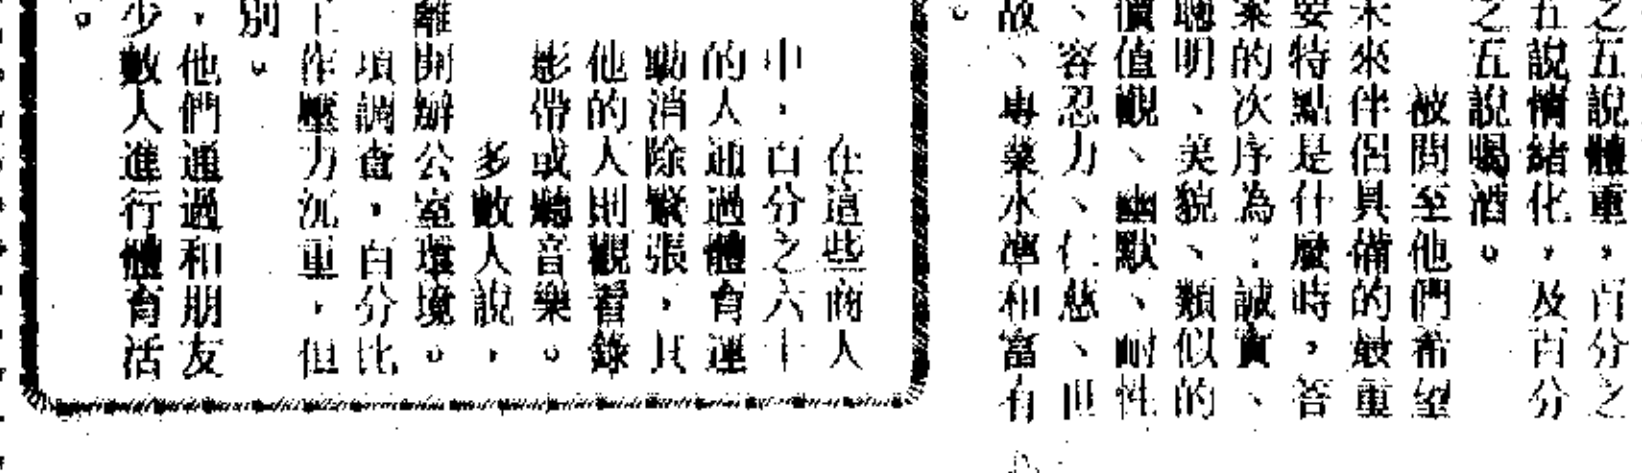 之五說體重，百分之
五說情緒化，及百分
之五說喝酒。
被問至他們希望
未來伴侶具備的最重
要特點是什麼時，答
案的次序為：誠實、
聰明、美貌、類似的
價值觀、幽默、耐性
、容忍力、仁慈、世
故、專業水準和富有
。
在這些商人
中，百分之六十
的人通過體育運
動消除緊張，其
他的人則觀看錄
影帶或聽音樂。
多數人說，
離開辦公室環境。
項調查，百分比
作壓力沉重，但
別。
，他們通過和朋友
少數人進行體育活
。